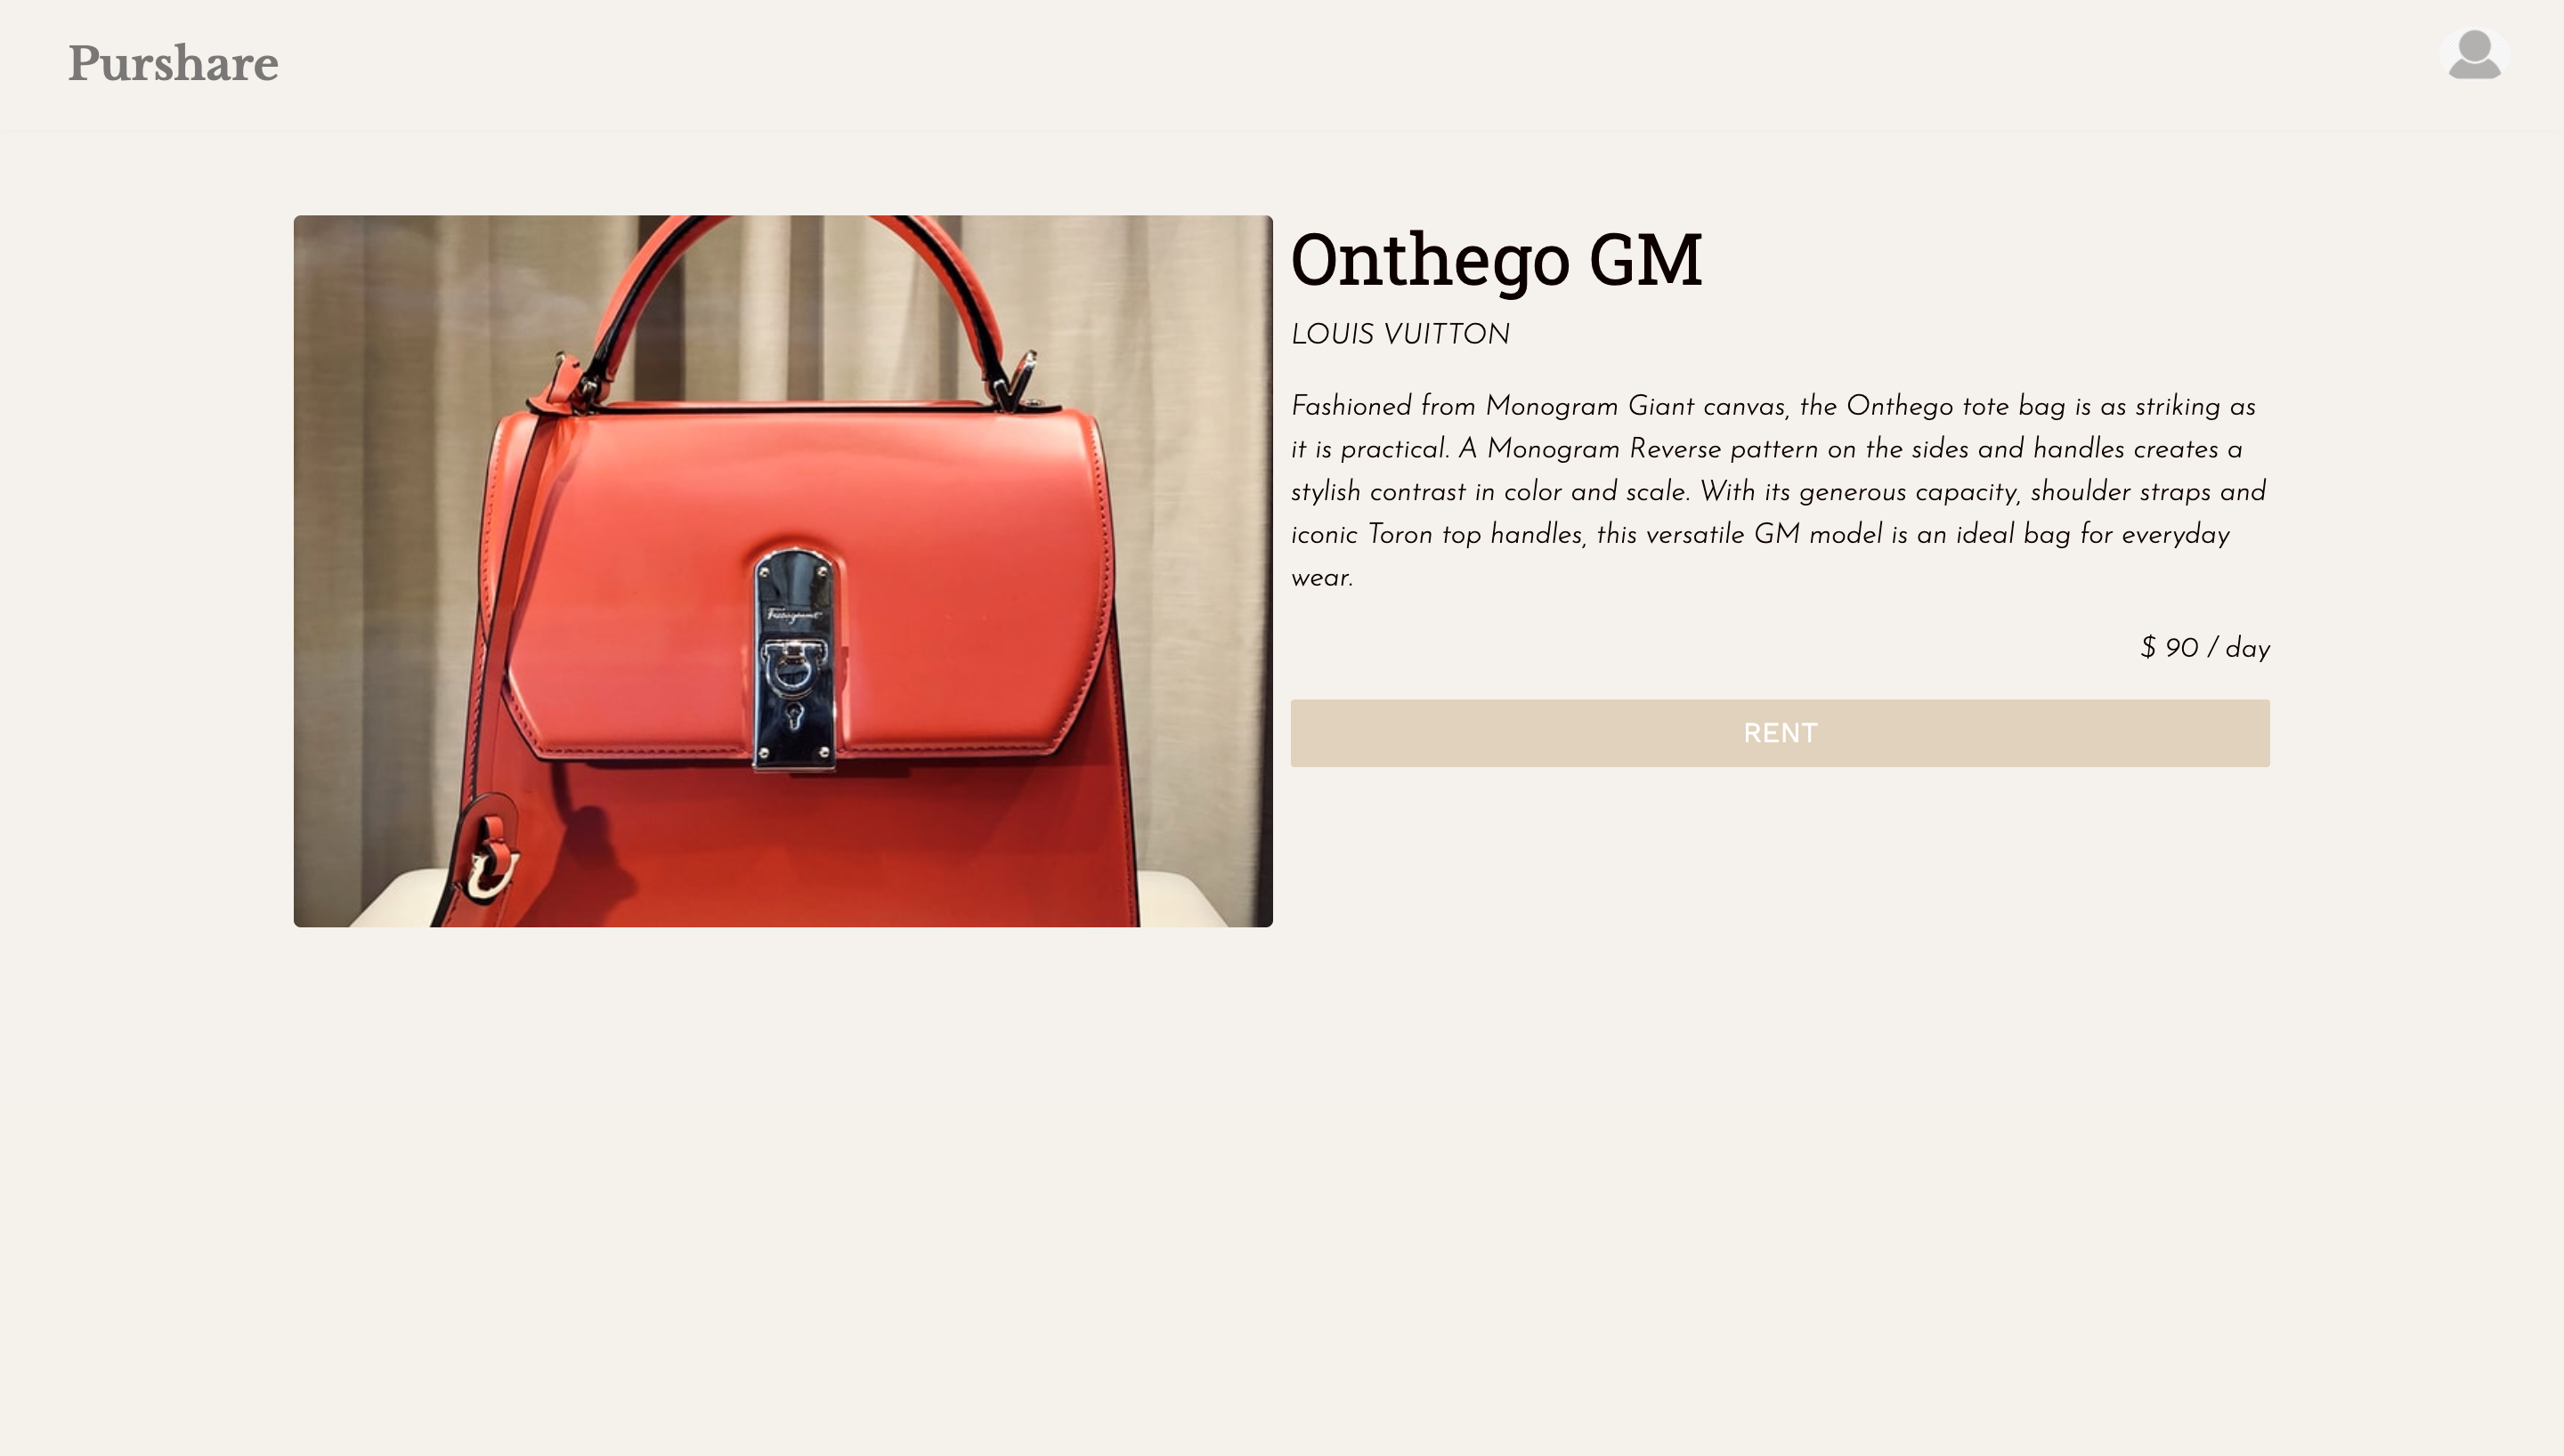 Purshare
Onthego GM
LOUIS VUITTON
Fashioned from Monogram Giant canvas, the Onthego tote bag is as striking as
it is practical. A Monogram Reverse pattern on the sides and handles creates a
stylish contrast in color and scale. With its generous capacity, shoulder straps and
iconic Toron top handles, this versatile GM model is an ideal bag for everyday
wear.
$ 90 / day
RENT